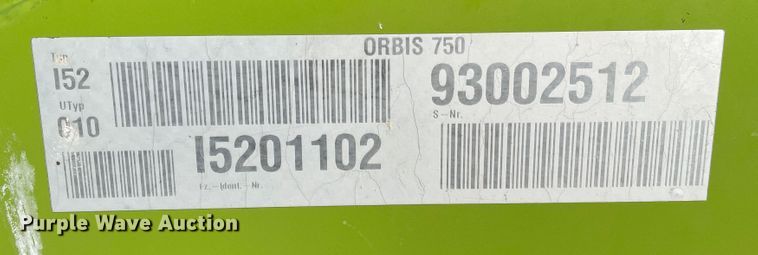 ORBIS 750
Typ
I52
93002512
UTyp
S-Nr.
010
I5201102
Fz.-Ident.-Nr.
Purple Wave Auction